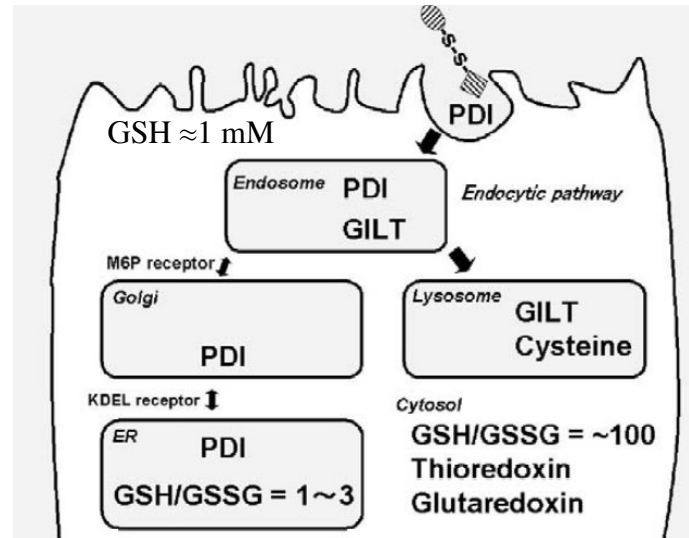 S-S
PDI
GSH ≈1 mM
Endosome
PDI
GILT
Endocytic pathway
M6P receptor
Golgi
PDI
Lysosome
GILT
Cysteine
KDEL receptor
ER
PDI
GSH/GSSG = 1~3
Cytosol
GSH/GSSG = ~100
Thioredoxin
Glutaredoxin